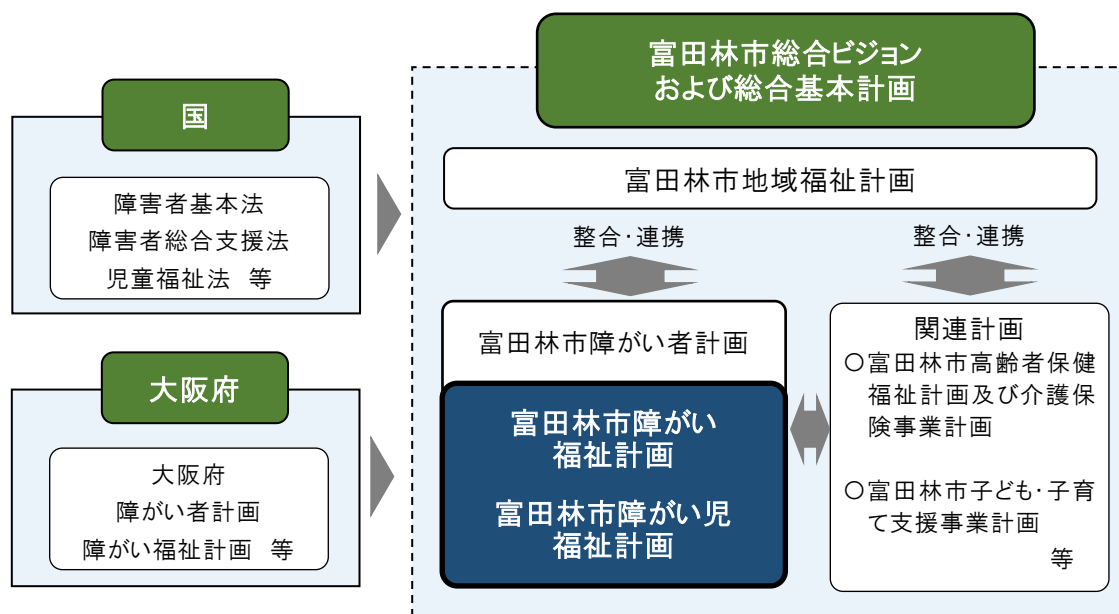 国
障害者基本法
障害者総合支援法
児童福祉法 等
大阪府
大阪府
障がい者計画
障がい福祉計画 等
富田林市総合ビジョン
および総合基本計画
富田林市地域福祉計画
整合・連携
整合・連携
富田林市障がい者計画
富田林市障がい
福祉計画
富田林市障がい児
福祉計画
関連計画
○富田林市高齢者保健
福祉計画及び介護保
険事業計画
○富田林市子ども・子育
て支援事業計画
等